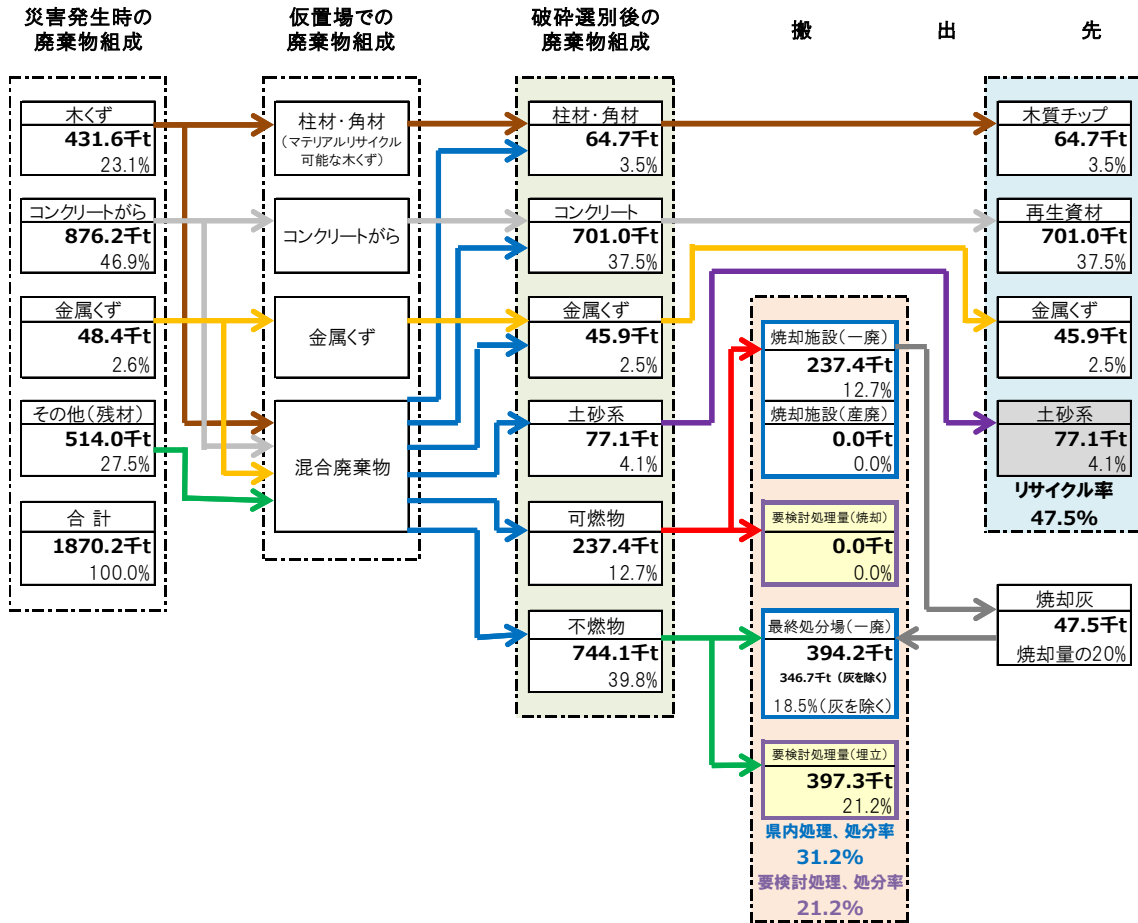 災害発生時の
廃棄物組成
仮置場での
廃棄物組成
破砕選別後の
廃棄物組成
搬 出 先
木くず
431.6千t
23.1%
コンクリートがら
876.2千t
46.9%
金属くず
48.4千t
2.6%
その他(残材)
514.0千t
27.5%
合 計
1870.2千t
100.0%
柱材・角材
(マテリアルリサイクル
可能な木くず)
コンクリートがら
金属くず
混合廃棄物
柱材・角材
64.7千t
3.5%
コンクリート
701.0千t
37.5%
金属くず
45.9千t
2.5%
土砂系
77.1千t
4.1%
可燃物
237.4千t
12.7%
不燃物
744.1千t
39.8%
焼却施設(一廃)
237.4千t
12.7%
焼却施設(産廃)
0.0千t
0.0%
要検討処理量(焼却)
0.0千t
0.0%
最終処分場(一廃)
394.2千t
346.7千t (灰を除く)
18.5%(灰を除く)
要検討処理量(埋立)
397.3千t
21.2%
県内処理、処分率
31.2%
要検討処理、処分率
21.2%
木質チップ
64.7千t
3.5%
再生資材
701.0千t
37.5%
金属くず
45.9千t
2.5%
土砂系
77.1千t
4.1%
リサイクル率
47.5%
焼却灰
47.5千t
焼却量の20%